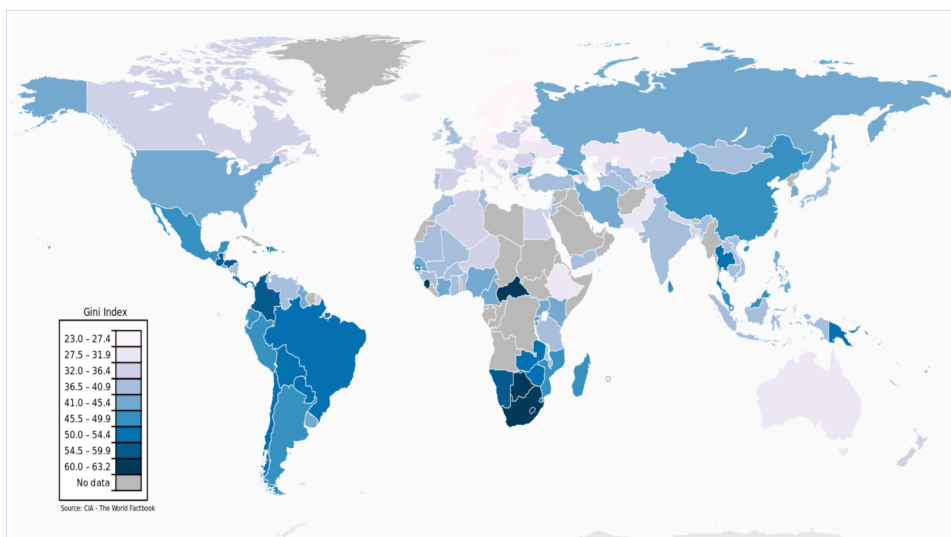 Gini Index
23.0 – 27.4
27.5 – 31.9
32.0 – 36.4
36.5 – 40.9
41.0 – 45.4
45.5 – 49.9
50.0 – 54.4
54.5 – 59.9
60.0 – 63.2
No data
Source: CIA - The World Factbook